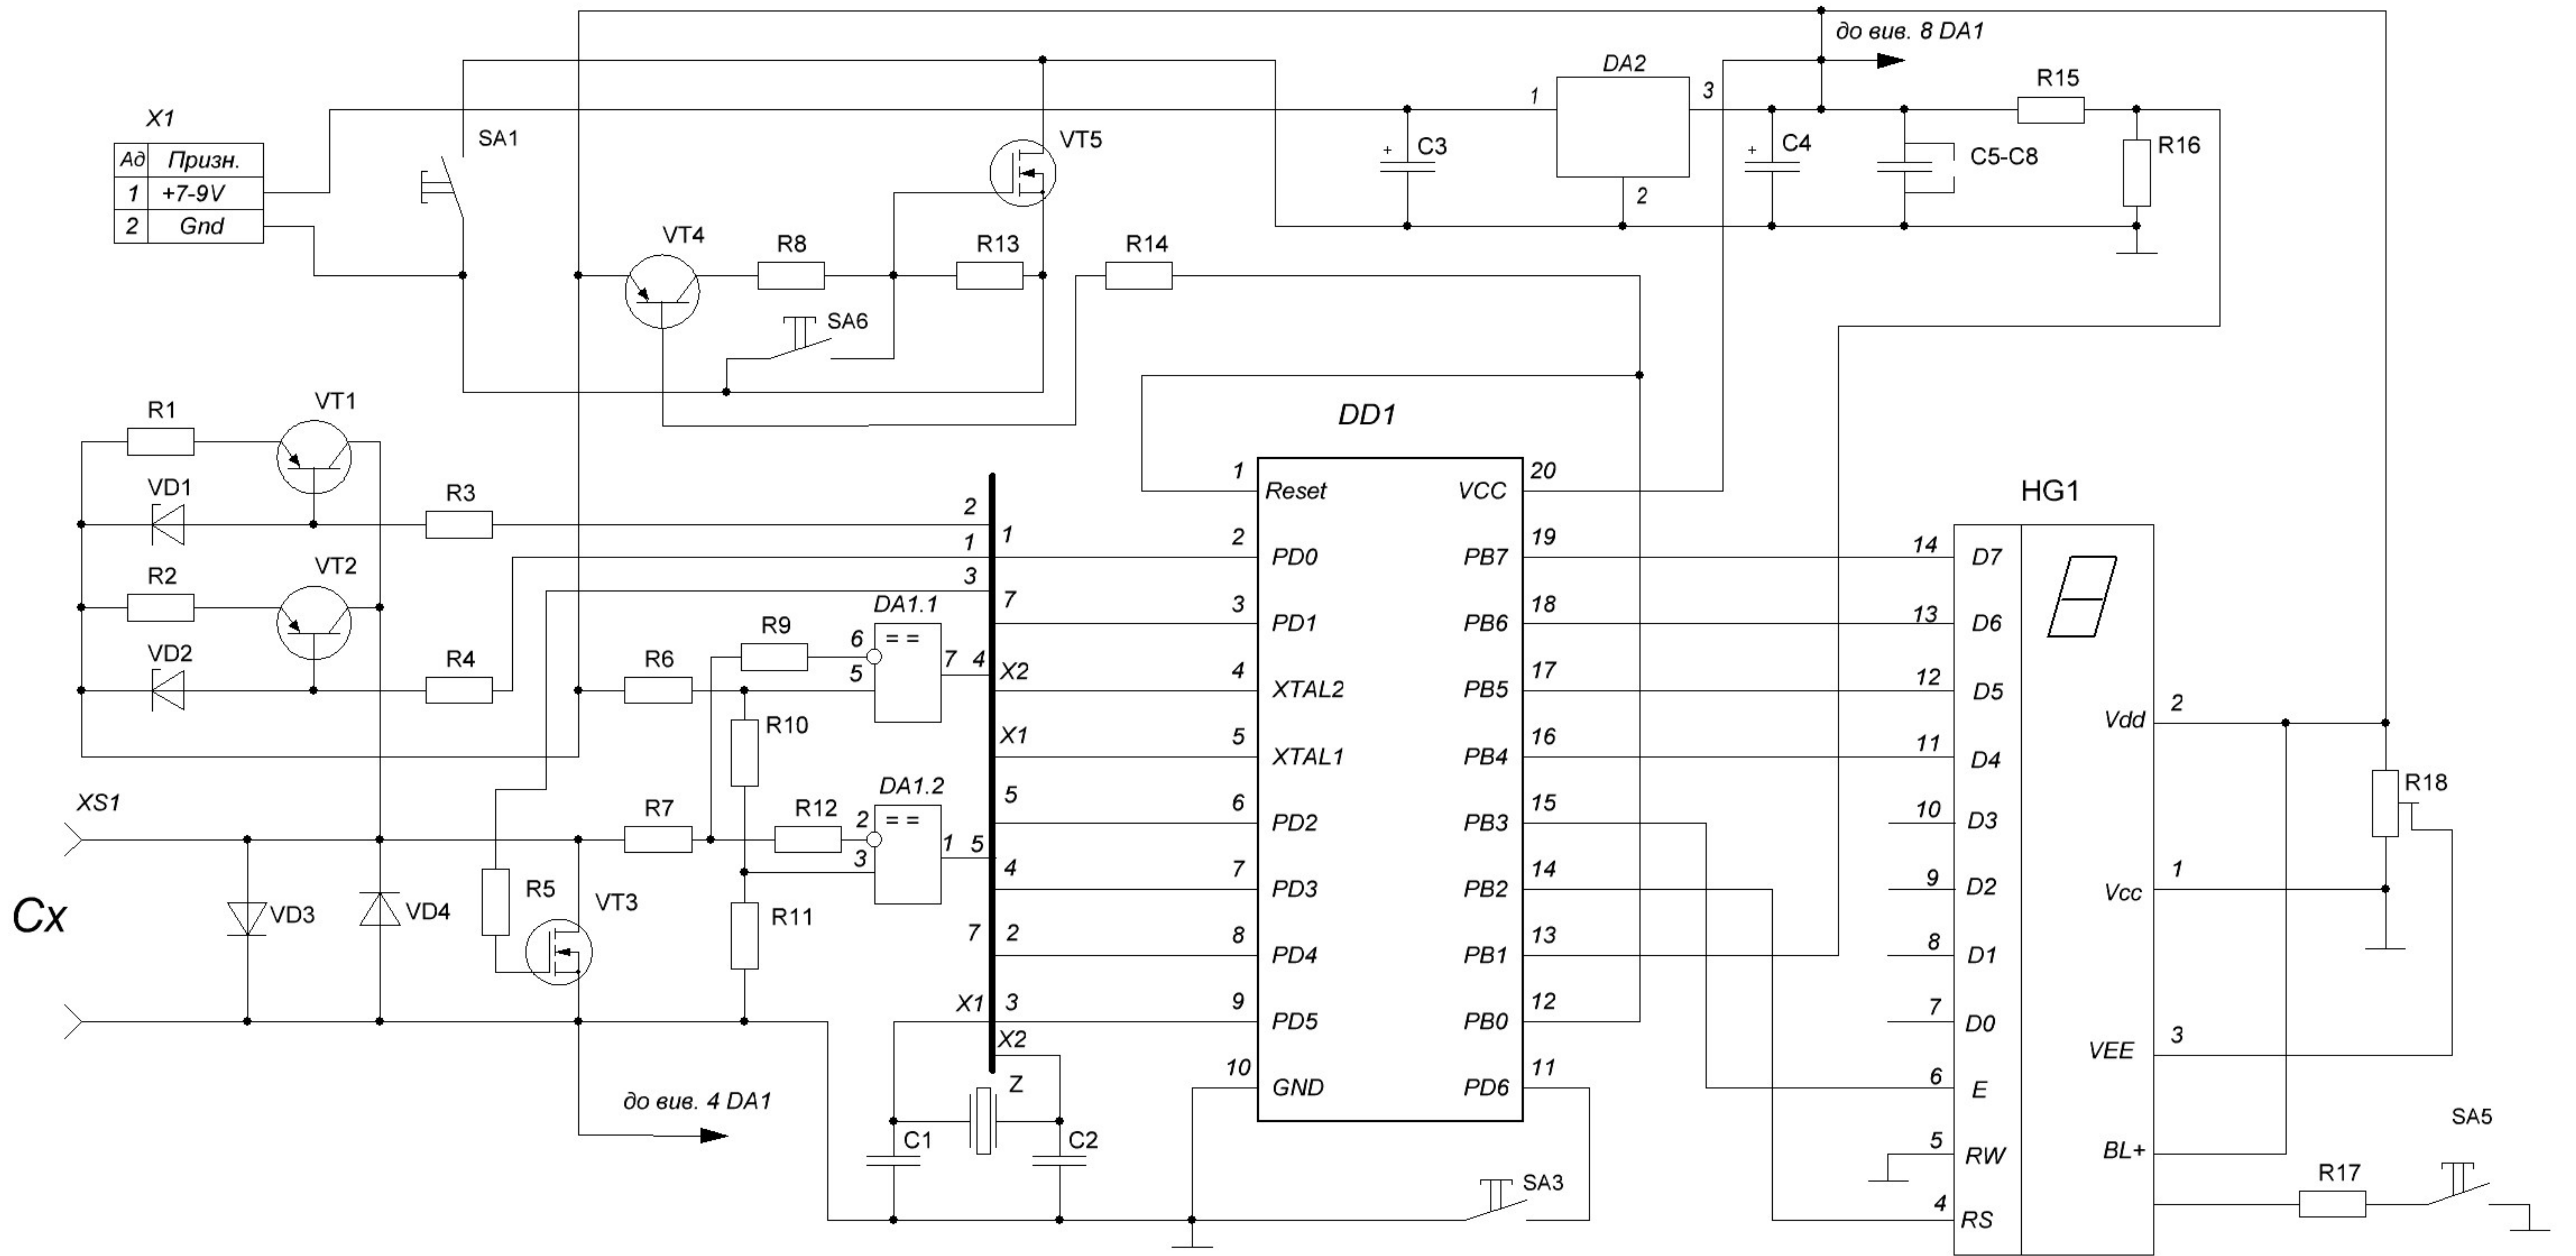 до вив. 8 DA1
DA2
1
3
2
R15
R16
C3
+
C4
+
C5-C8
X1
Ад Призн.
1 +7-9V
2 Gnd
SA1
VT5
VT4
R8
R13
R14
SA6
DD1
R1
VT1
VD1
R3
R2
VT2
VD2
R4
2
1
3
1
7
DA1.1
R9
6
5
= =
7 4
X2
R6
R10
X1
DA1.2
R7
R12
2
3
= =
1 5
5
4
R11
7 2
X1 3
X2
XS1
Cx
VD3
VD4
R5
VT3
до вив. 4 DA1
Z
C1
C2
1 Reset VCC 20
2 PD0 PB7 19
3 PD1 PB6 18
4 XTAL2 PB5 17
5 XTAL1 PB4 16
6 PD2 PB3 15
7 PD3 PB2 14
8 PD4 PB1 13
9 PD5 PB0 12
10 GND PD6 11
SA3
HG1
14 D7
13 D6
12 D5
11 D4
10 D3
9 D2
8 D1
7 D0
6 E
5 RW
4 RS
Vdd 2
Vcc 1
VEE 3
BL+
R18
R17
SA5